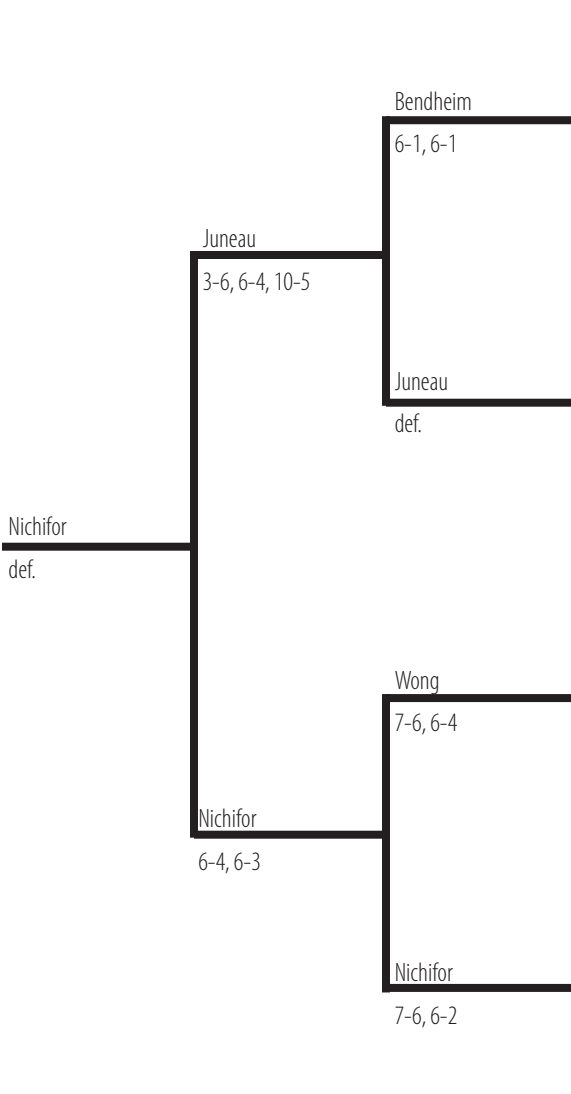 Bendheim
6-1, 6-1
Juneau
3-6, 6-4, 10-5
Juneau
def.
Nichifor
def.
Wong
7-6, 6-4
Nichifor
6-4, 6-3
Nichifor
7-6, 6-2